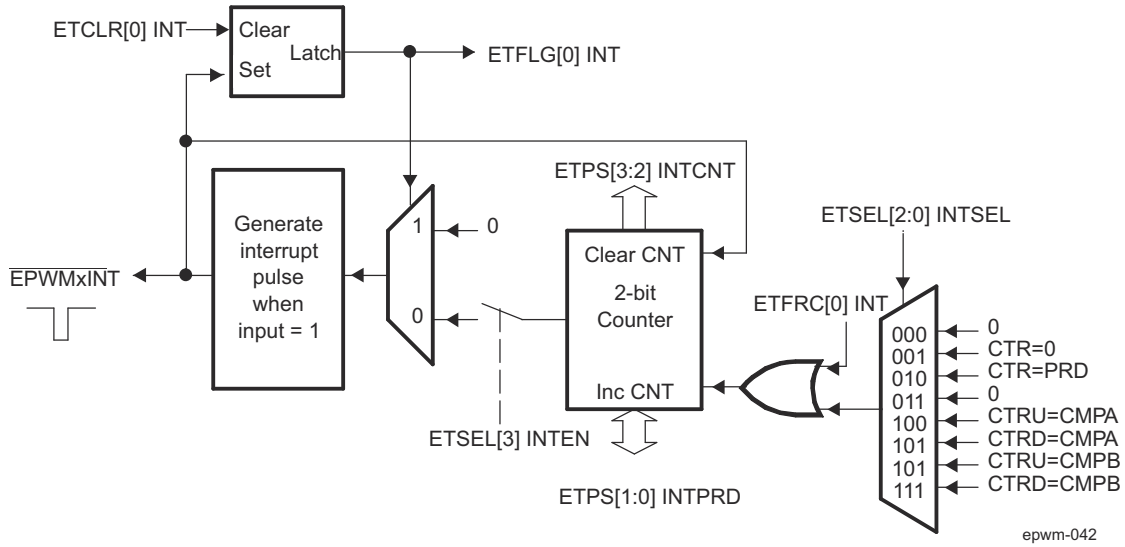 ETCLR[0] INT
Clear
Latch
Set
ETFLG[0] INT
ETPS[3:2] INTCNT
ETSEL[2:0] INTSEL
Generate
interrupt
pulse
when
input = 1
1
0
0
Clear CNT
2-bit
Counter
Inc CNT
EPWMxINT
ETFRC[0] INT
ETSEL[3] INTEN
ETPS[1:0] INTPRD
000
0
001
CTR=0
010
CTR=PRD
011
0
100
CTRU=CMPA
101
CTRD=CMPA
101
CTRU=CMPB
111
CTRD=CMPB
epwm-042